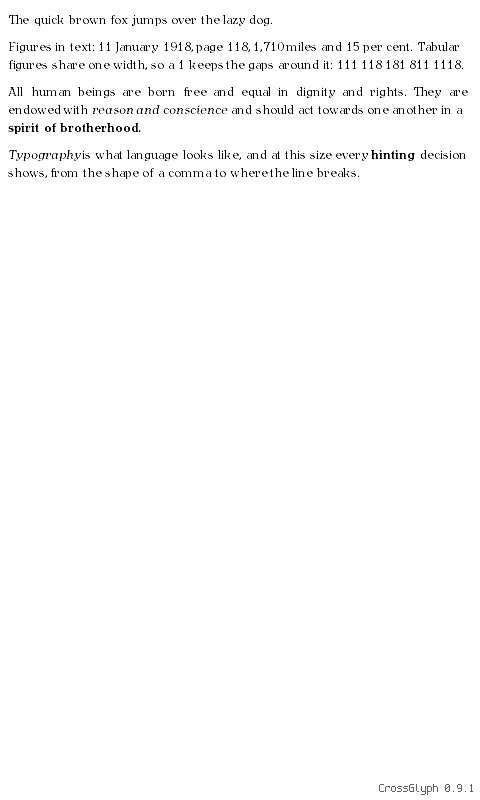 The quick brown fox jumps over the lazy dog.
Figures in text: 11 January 1918, page 118, 1,710 miles and 15 per cent. Tabular
figures share one width, so a 1 keeps the gaps around it: 111 118 181 811 1118.
All human beings are born free and equal in dignity and rights. They are
endowed with reason and conscience and should act towards one another in a
spirit of brotherhood.
Typography is what language looks like, and at this size every hinting decision
shows, from the shape of a comma to where the line breaks.
CrossGlyph 0.9.1